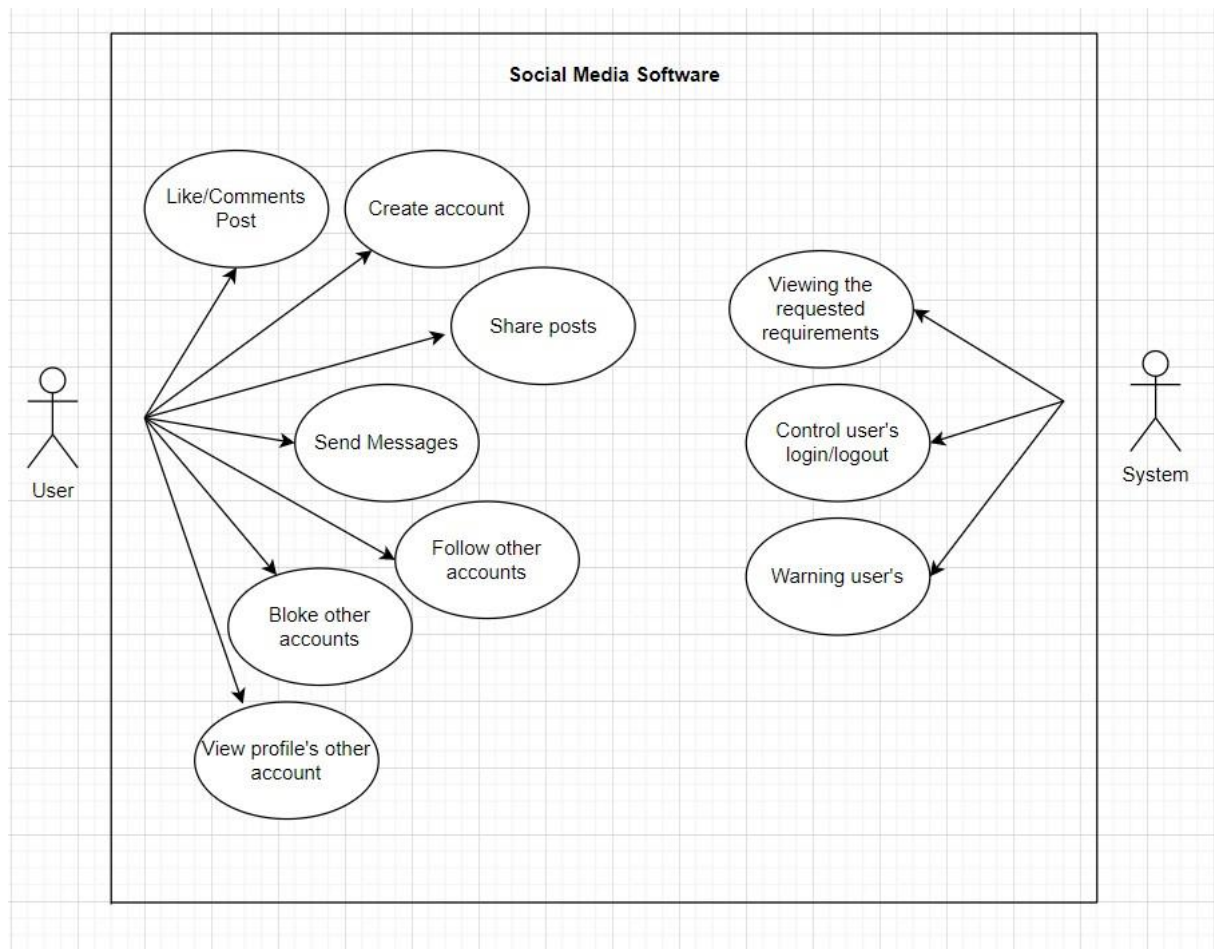 Social Media Software
Like/Comments
Post
Create account
Share posts
Send Messages
Follow other
accounts
Bloke other
accounts
View profile's other
account
User
Viewing the
requested
requirements
Control user's
login/logout
Warning user's
System